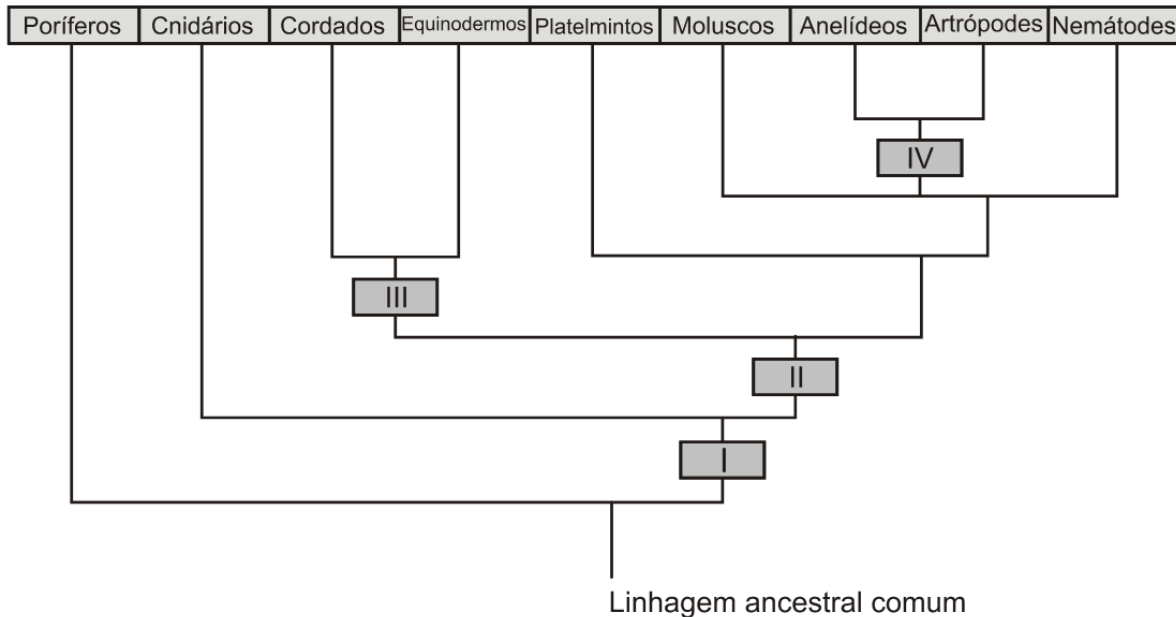 Poríferos Cnidários Cordados Equinodermos Platelmintos Moluscos Anelídeos Artrópodes Nemátodes
IV
III
II
I
Linhagem ancestral comum